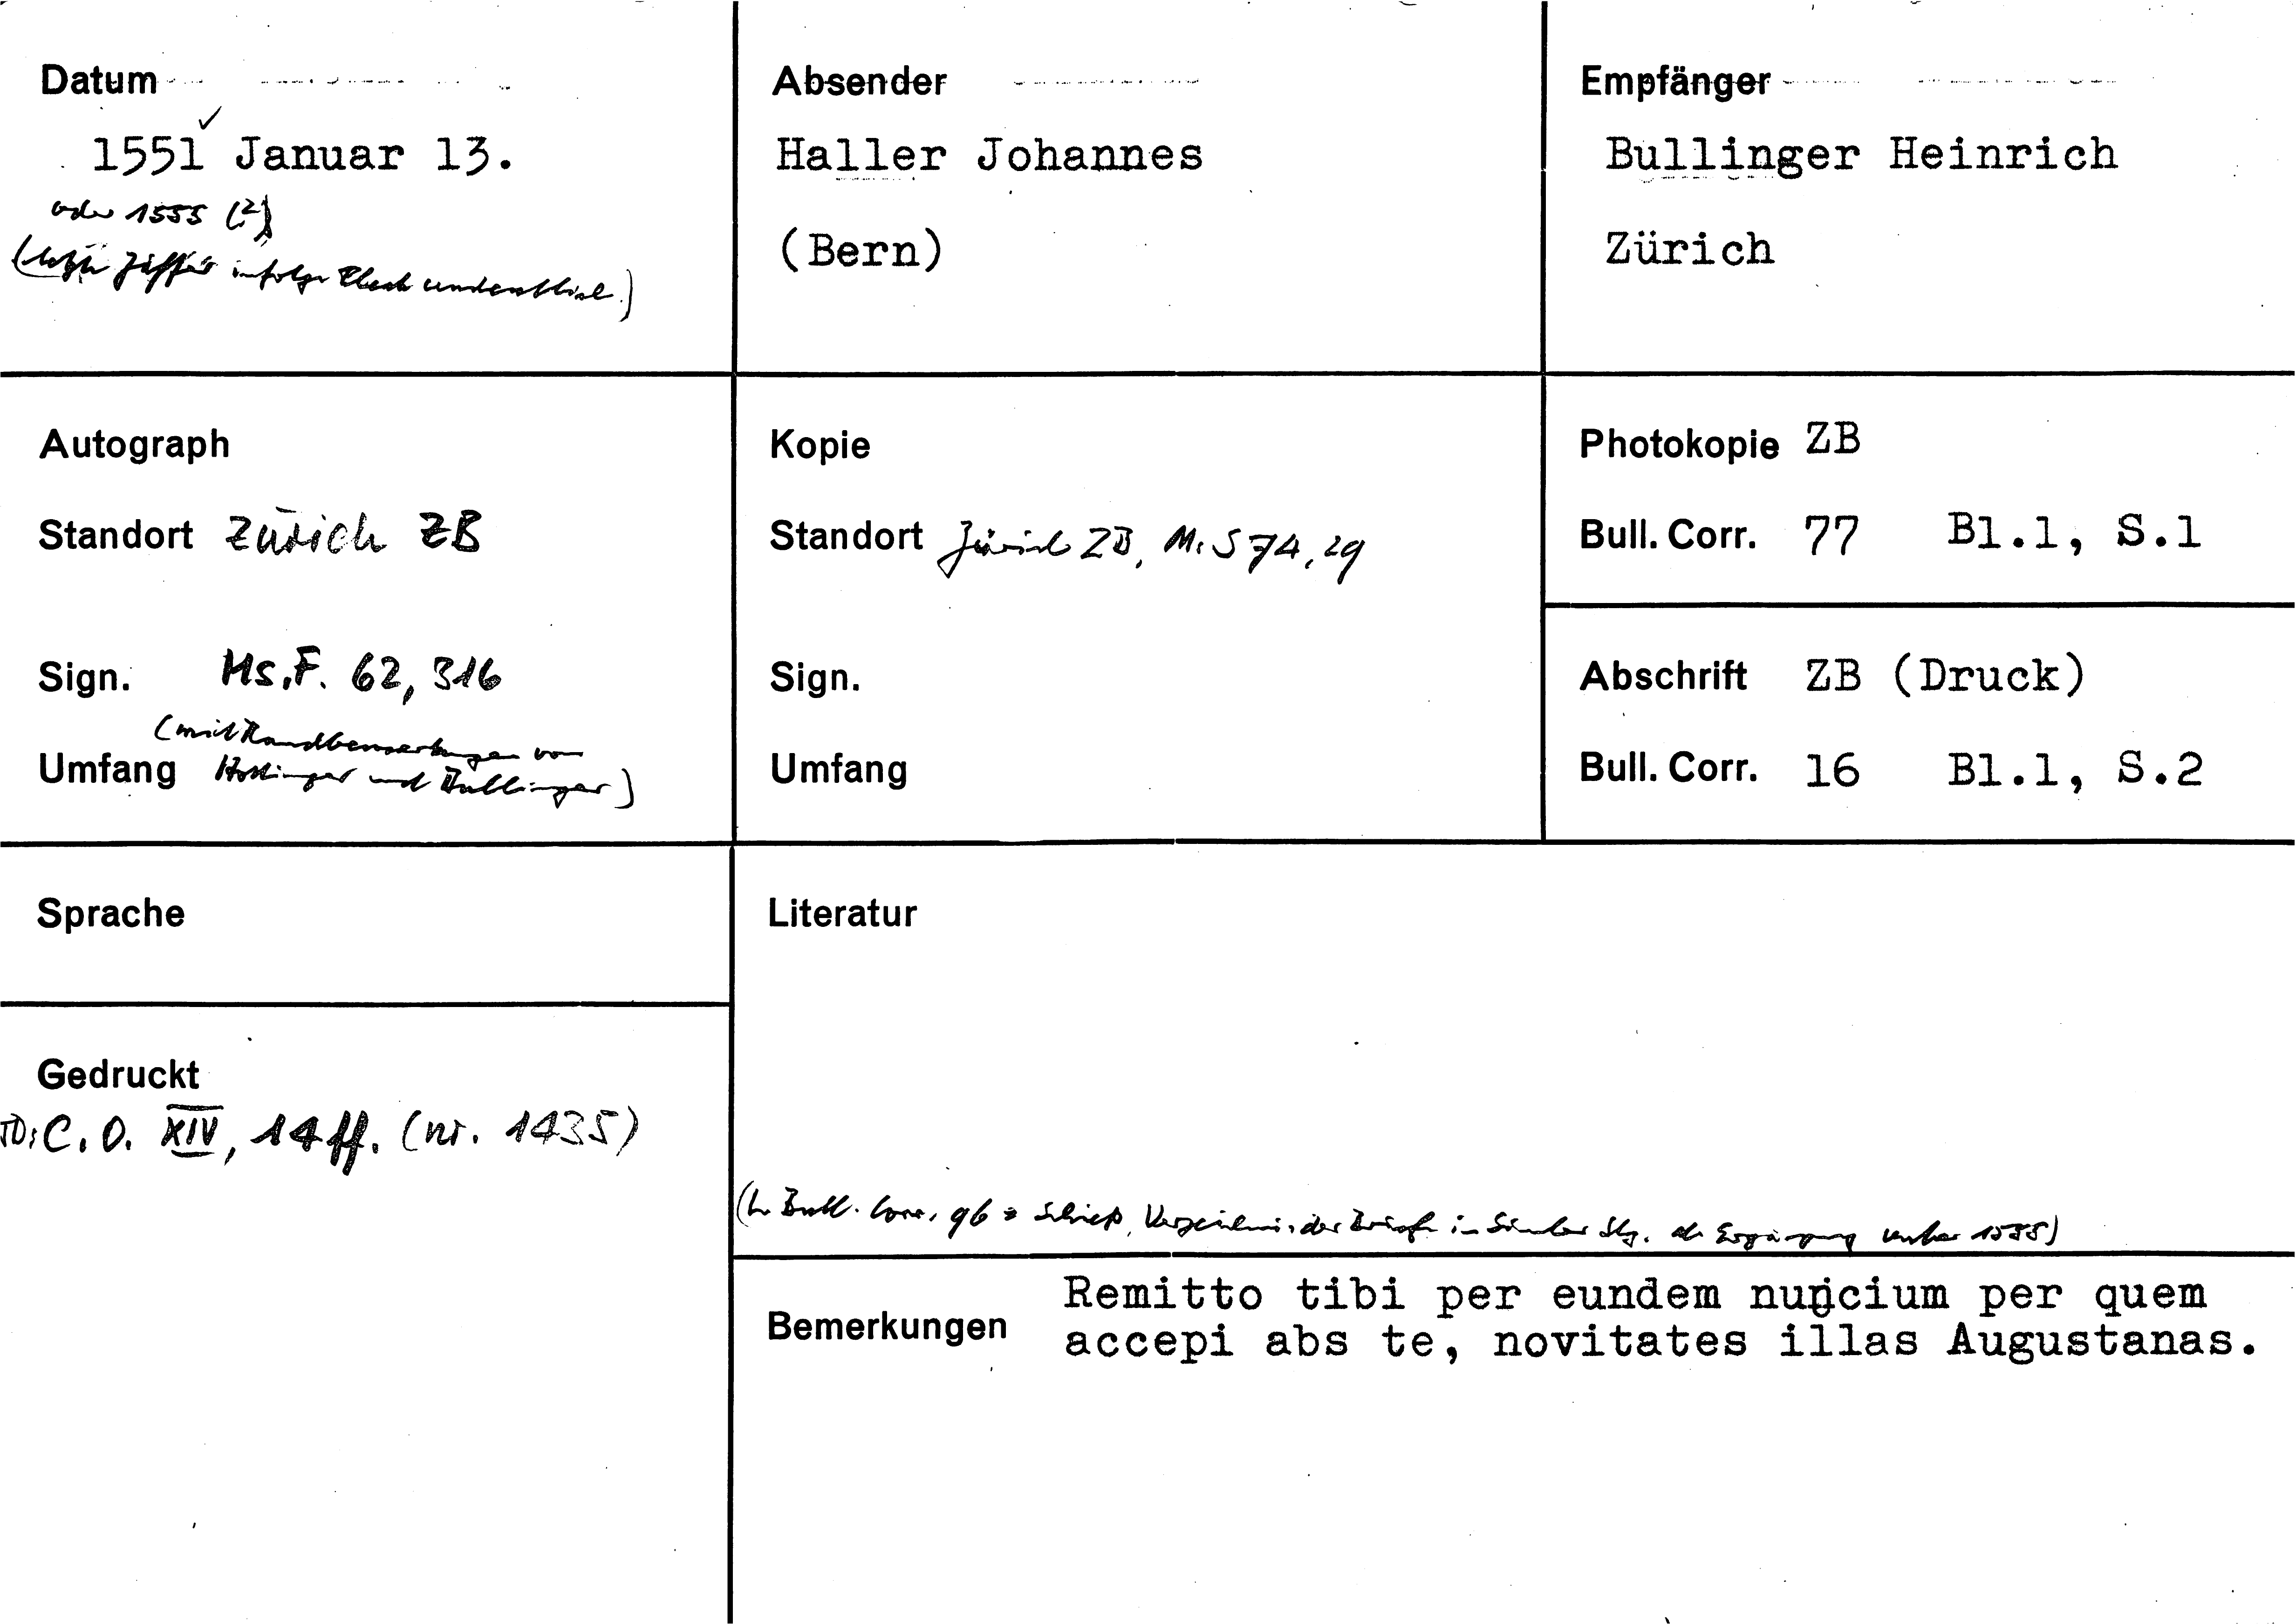 Datum
1551 Januar 13.
oder 1555 (?)
(letzte Ziffer infolge Fleck undeutlich.)
Absender
Haller Johannes
(Bern)
Empfänger
Bullinger Heinrich
Zürich
Autograph
Standort Zürich ZB
Sign. Ms.F. 62, 316
(mit Randbemerkungen von
Umfang Hottinger und Bullinger)
Kopie
Standort Zürich ZB, Ms S 74, 29
Sign.
Umfang
Photokopie ZB
Bull. Corr. 77 Bl.1, S.1
Abschrift ZB (Druck)
Bull. Corr. 16 Bl.1, S.2
Sprache
Gedruckt
D: C. O. XIV, 14ff. (nr. 1435)
Literatur
(In Bull. Corr. 96 = Schieß, Verzeichnis der Briefe in Simler Slg. als Ergänzung unter 1555)
Bemerkungen
Remitto tibi per eundem nuncium per quem
accepi abs te, novitates illas Augustanas.